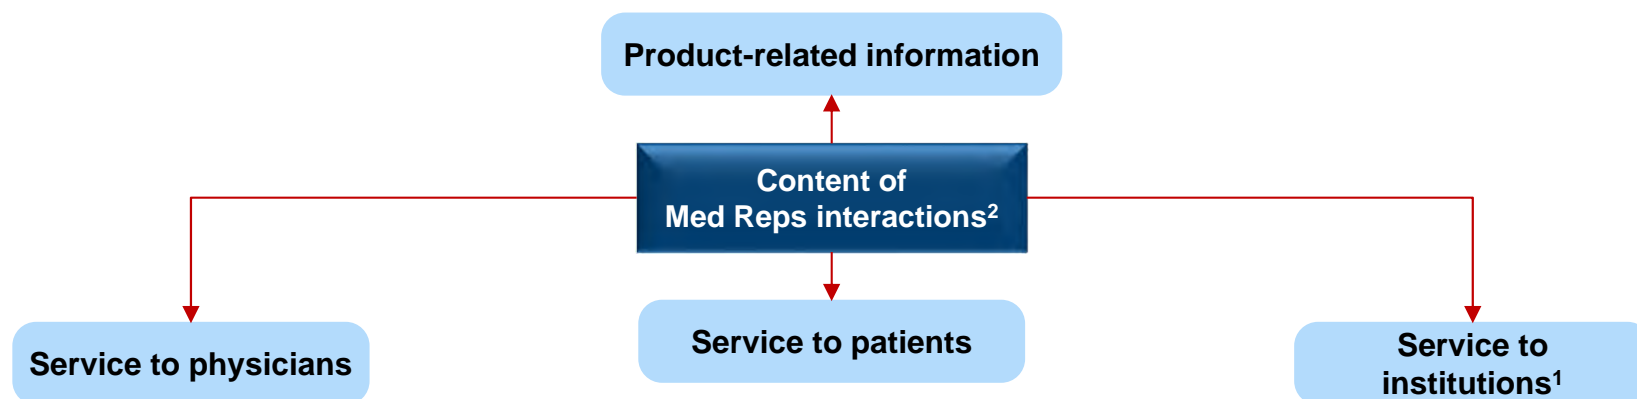 Product-related information
Content of
Med Reps interactions²
Service to physicians
Service to patients
Service to
institutions¹